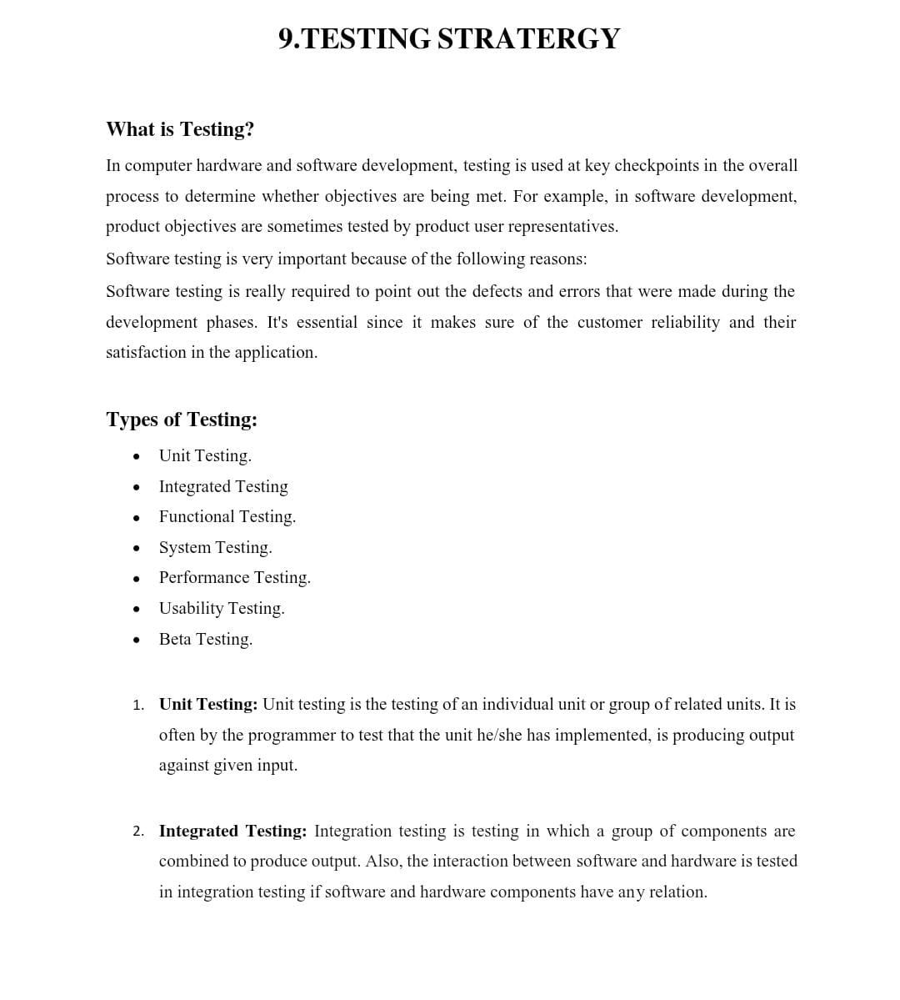 9.TESTING STRATERGY
What is Testing?
In computer hardware and software development, testing is used at key checkpoints in the overall
process to determine whether objectives are being met. For example, in software development,
product objectives are sometimes tested by product user representatives.
Software testing is very important because of the following reasons:
Software testing is really required to point out the defects and errors that were made during the
development phases. It's essential since it makes sure of the customer reliability and their
satisfaction in the application.
Types of Testing:
• Unit Testing.
• Integrated Testing
• Functional Testing.
• System Testing.
• Performance Testing.
• Usability Testing.
• Beta Testing.
1. Unit Testing: Unit testing is the testing of an individual unit or group of related units. It is
often by the programmer to test that the unit he/she has implemented, is producing output
against given input.
2. Integrated Testing: Integration testing is testing in which a group of components are
combined to produce output. Also, the interaction between software and hardware is tested
in integration testing if software and hardware components have any relation.